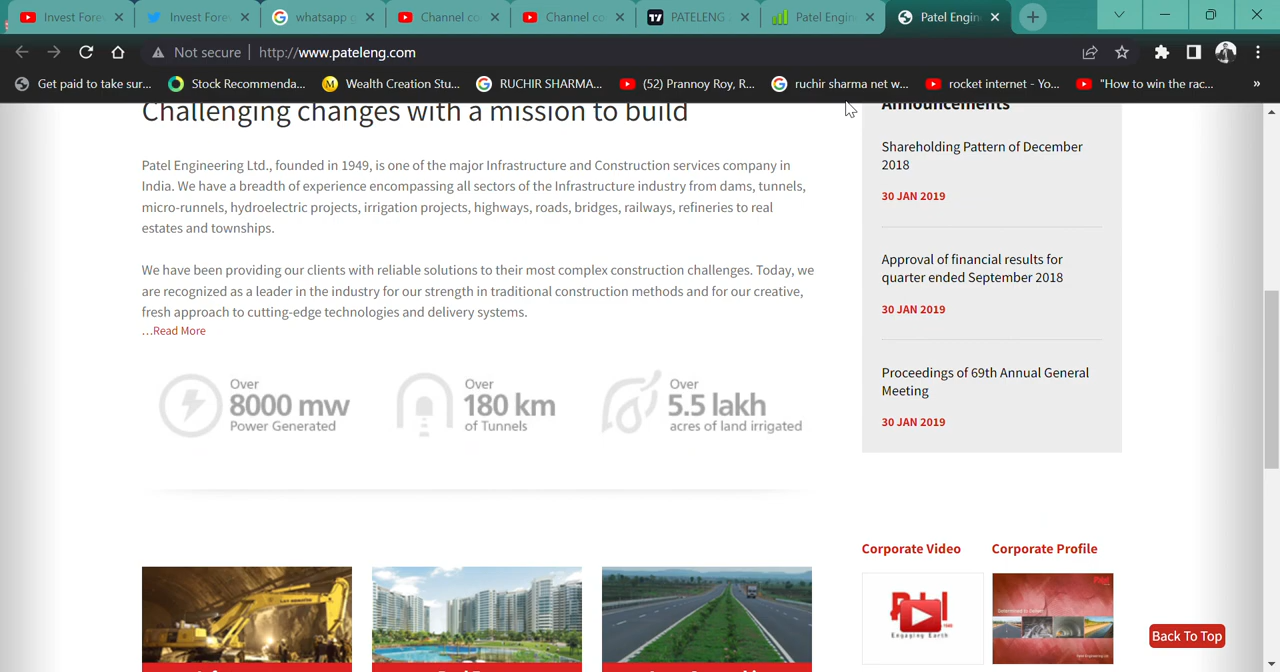 Invest Fore
Invest Fore
whatsapp g
Channel co
Channel co
PATELENG
Patel Engin
Patel Engin
Not secure
http://www.pateleng.com
Get paid to take sur...
Stock Recommenda...
Wealth Creation Stu...
RUCHIR SHARMA...
(52) Prannoy Roy, R...
ruchir sharma net w...
rocket internet - Yo...
"How to win the rac...
»
Challenging changes with a mission to build
Patel Engineering Ltd., founded in 1949, is one of the major Infrastructure and Construction services company in
India. We have a breadth of experience encompassing all sectors of the Infrastructure industry from dams, tunnels,
micro-runnels, hydroelectric projects, irrigation projects, highways, roads, bridges, railways, refineries to real
estates and townships.
We have been providing our clients with reliable solutions to their most complex construction challenges. Today, we
are recognized as a leader in the industry for our strength in traditional construction methods and for our creative,
fresh approach to cutting-edge technologies and delivery systems.
...Read More
Over
8000 mw
Power Generated
Over
180 km
of Tunnels
Over
5.5 lakh
acres of land irrigated
Announcements
Shareholding Pattern of December
2018
30 JAN 2019
Approval of financial results for
quarter ended September 2018
30 JAN 2019
Proceedings of 69th Annual General
Meeting
30 JAN 2019
Corporate Video
Corporate Profile
Patel
Engaging Earth
Back To Top